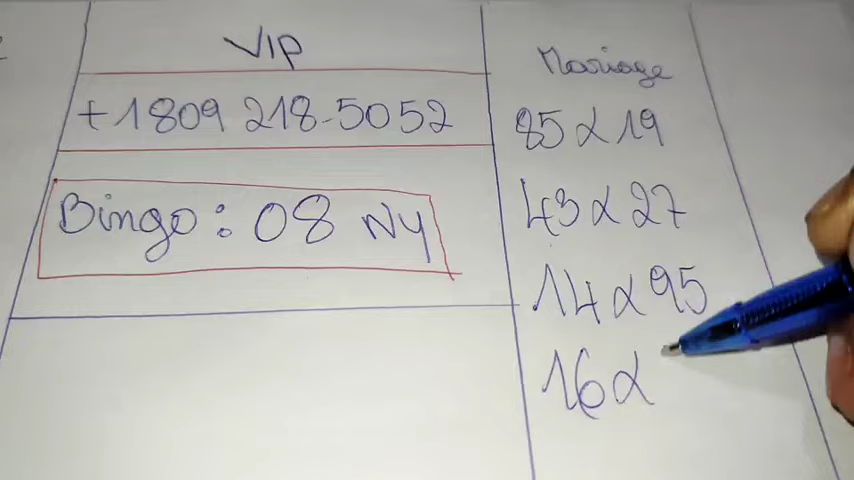 VIP
+1809 218-5052
Bingo: 08 NY
Mariage
85 x 19
43 x 27
14 x 95
16 x